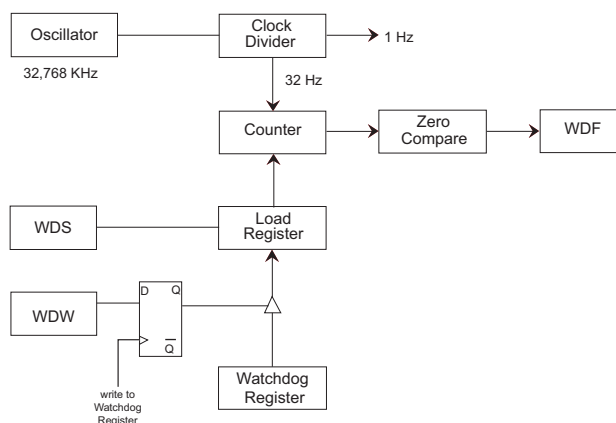 Oscillator
32,768 KHz
Clock
Divider
1 Hz
32 Hz
Counter
Zero
Compare
WDF
WDS
Load
Register
WDW
D
Q
Q
write to
Watchdog
Register
Watchdog
Register